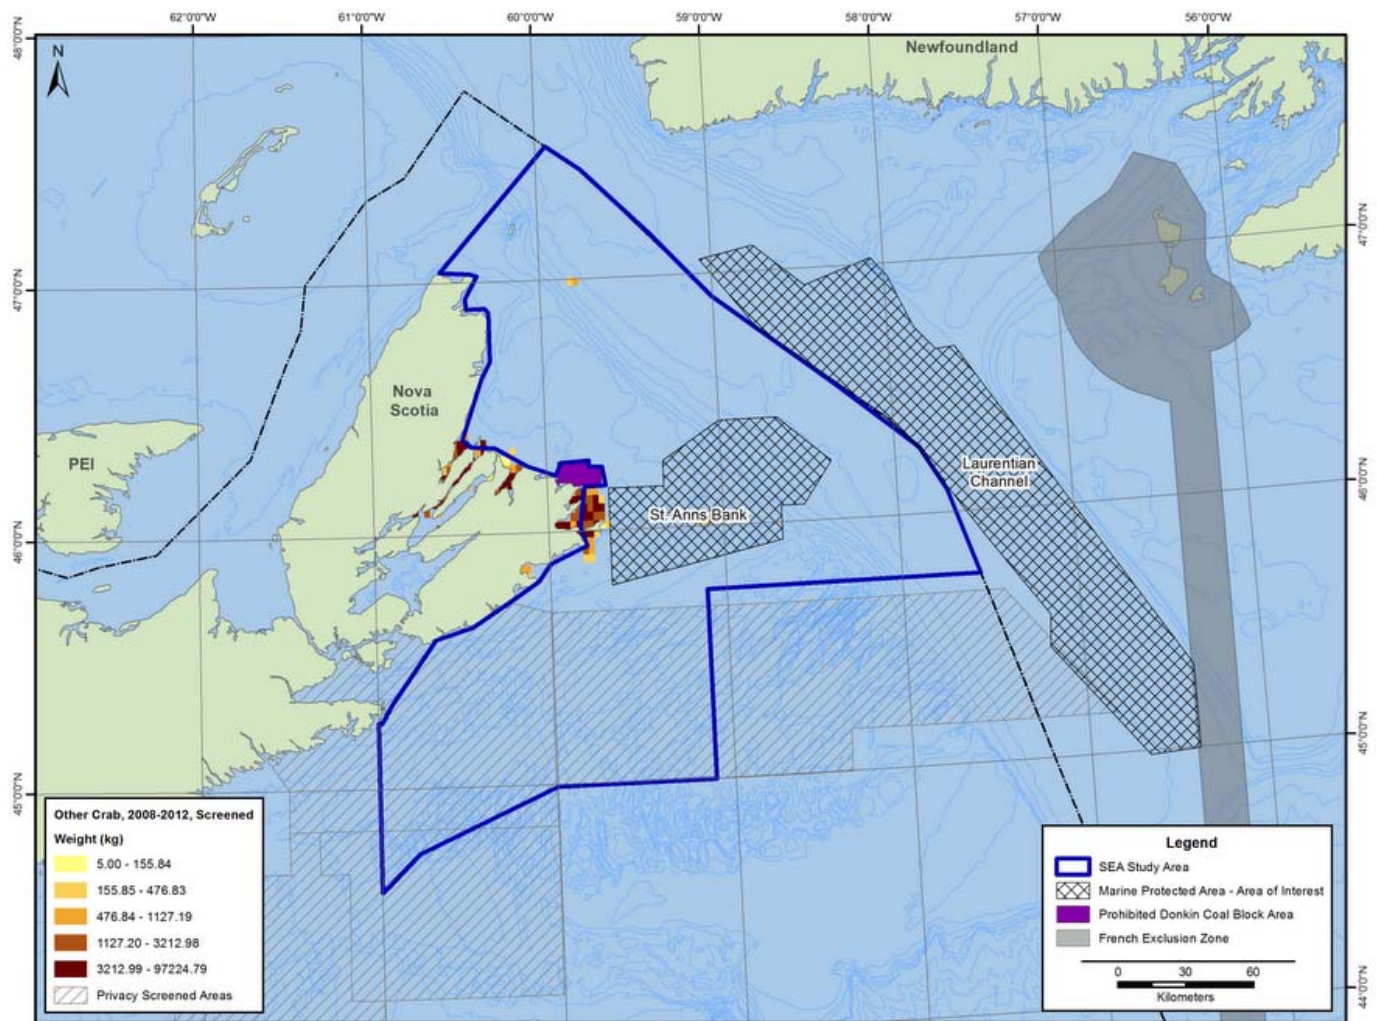 62°0'0"W 61°0'0"W 60°0'0"W 59°0'0"W 58°0'0"W 57°0'0"W 56°0'0"W
48°0'0"N
N
Newfoundland
47°0'0"N
47°0'0"N
Nova
Scotia
PEI
Laurentian
Channel
46°0'0"N
St. Anns Bank
46°0'0"N
45°0'0"N
45°0'0"N
Other Crab, 2008-2012, Screened
Weight (kg)
5.00 - 155.84
155.85 - 476.83
476.84 - 1127.19
1127.20 - 3212.98
3212.99 - 97224.79
Privacy Screened Areas
Legend
SEA Study Area
Marine Protected Area - Area of Interest
Prohibited Donkin Coal Block Area
French Exclusion Zone
0 30 60
Kilometers
44°0'0"N